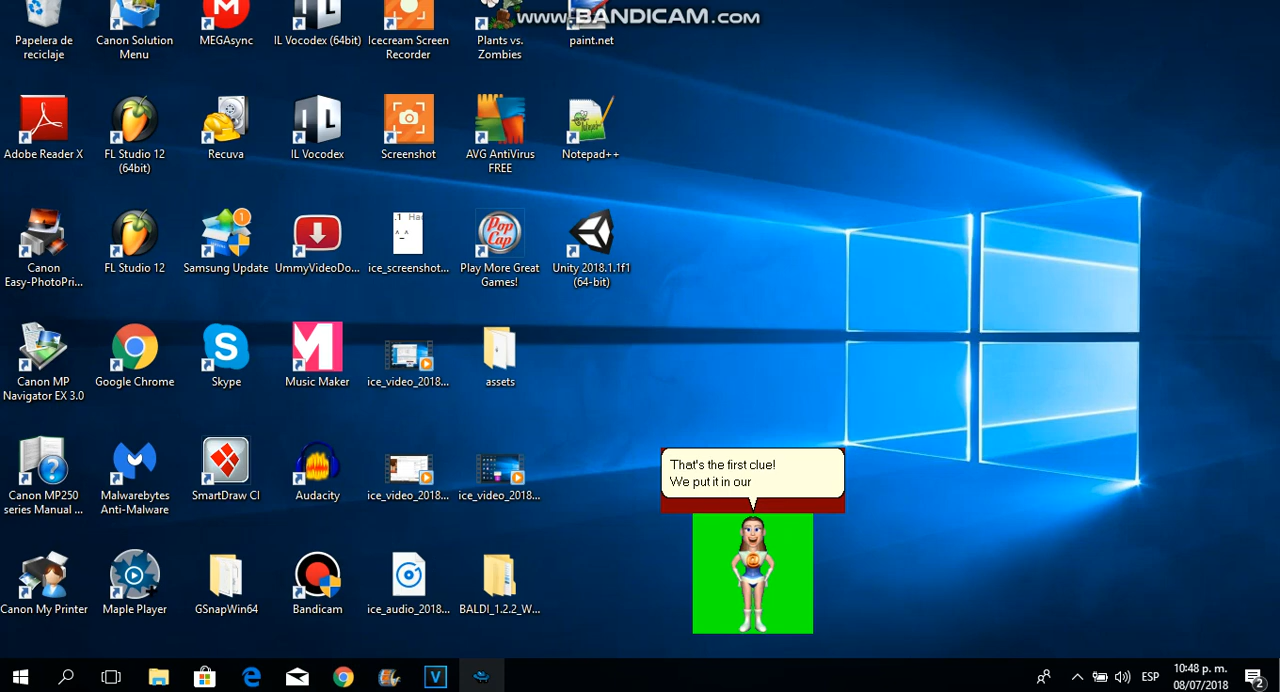 www.BANDICAM.com
Papelera de
reciclaje
Canon Solution
Menu
MEGAsync
IL Vocodex (64bit)
Icecream Screen
Recorder
Plants vs.
Zombies
paint.net
Adobe Reader X
FL Studio 12
(64bit)
Recuva
IL Vocodex
Screenshot
AVG AntiVirus
FREE
Notepad++
Canon
Easy-PhotoPri...
FL Studio 12
1
Samsung Update
UmmyVideoDo...
ice_screenshot...
Pop
Cap
Play More Great
Games!
Unity 2018.1.1f1
(64-bit)
Canon MP
Navigator EX 3.0
Google Chrome
Skype
Music Maker
ice_video_2018...
assets
Canon MP250
series Manual ...
Malwarebytes
Anti-Malware
SmartDraw CI
Audacity
ice_video_2018...
ice_video_2018...
That's the first clue!
We put it in our
Canon My Printer
Maple Player
GSnapWin64
Bandicam
ice_audio_2018...
BALDI_1.2.2_W...
ESP
10:48 p. m.
08/07/2018
2